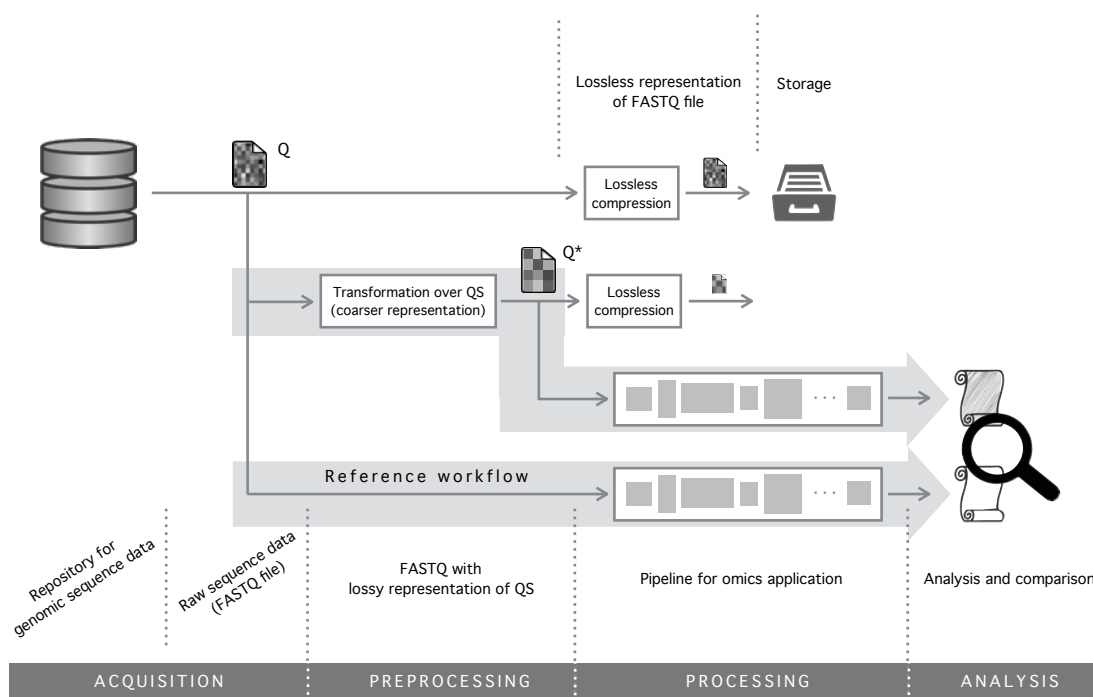 Lossless representation
of FASTQ file
Storage
Q
Lossless
compression
Q*
Transformation over QS
(coarser representation)
Lossless
compression
...
Reference workflow
...
Repository for
genomic sequence data
Raw sequence data
(FASTQ file)
FASTQ with
lossy representation of QS
Pipeline for omics application
Analysis and comparison
ACQUISITION
PREPROCESSING
PROCESSING
ANALYSIS